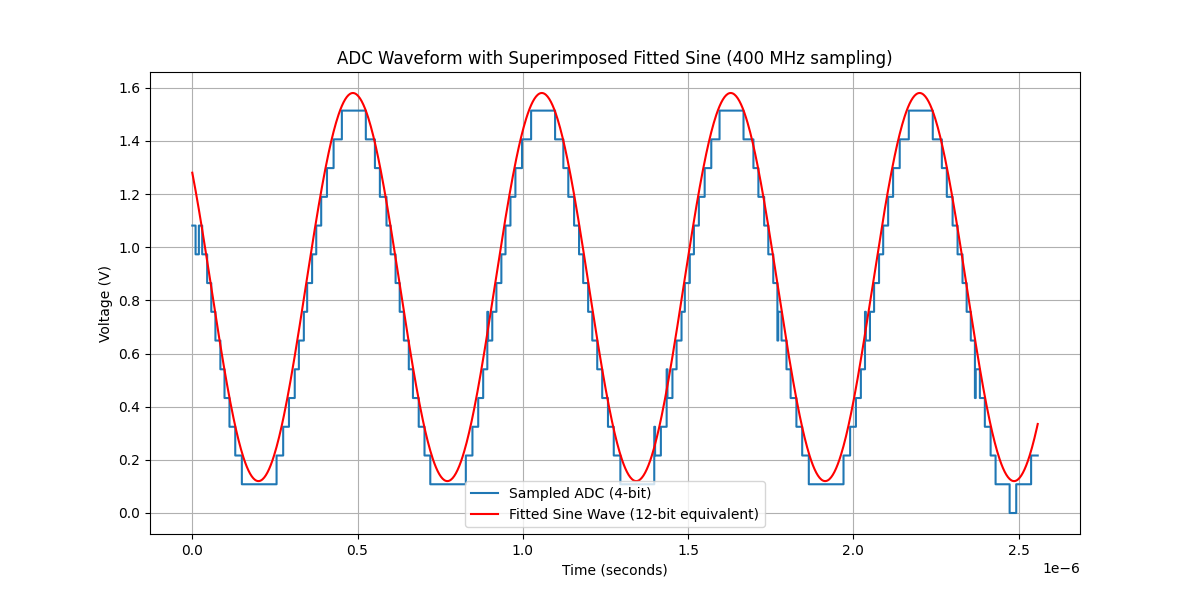 ADC Waveform with Superimposed Fitted Sine (400 MHz sampling)
Voltage (V)
1.6
1.4
1.2
1.0
0.8
0.6
0.4
0.2
0.0
Sampled ADC (4-bit)
Fitted Sine Wave (12-bit equivalent)
0.0 0.5 1.0 1.5 2.0 2.5
1e-6
Time (seconds)